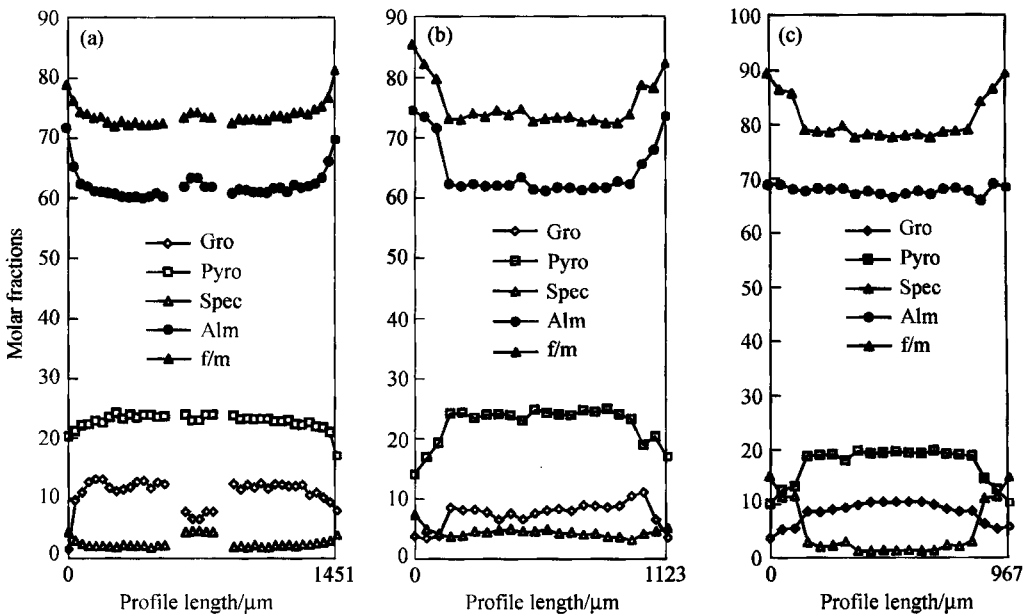 (a)
90
80
70
60
50
40
30
20
10
0
Molar fractions
Gro
Pyro
Spec
Alm
f/m
0
1451
Profile length/μm
(b)
90
80
70
60
50
40
30
20
10
0
Gro
Pyro
Spec
Alm
f/m
0
1123
Profile length/μm
(c)
100
90
80
70
60
50
40
30
20
10
0
Gro
Pyro
Spec
Alm
f/m
0
967
Profile length/μm